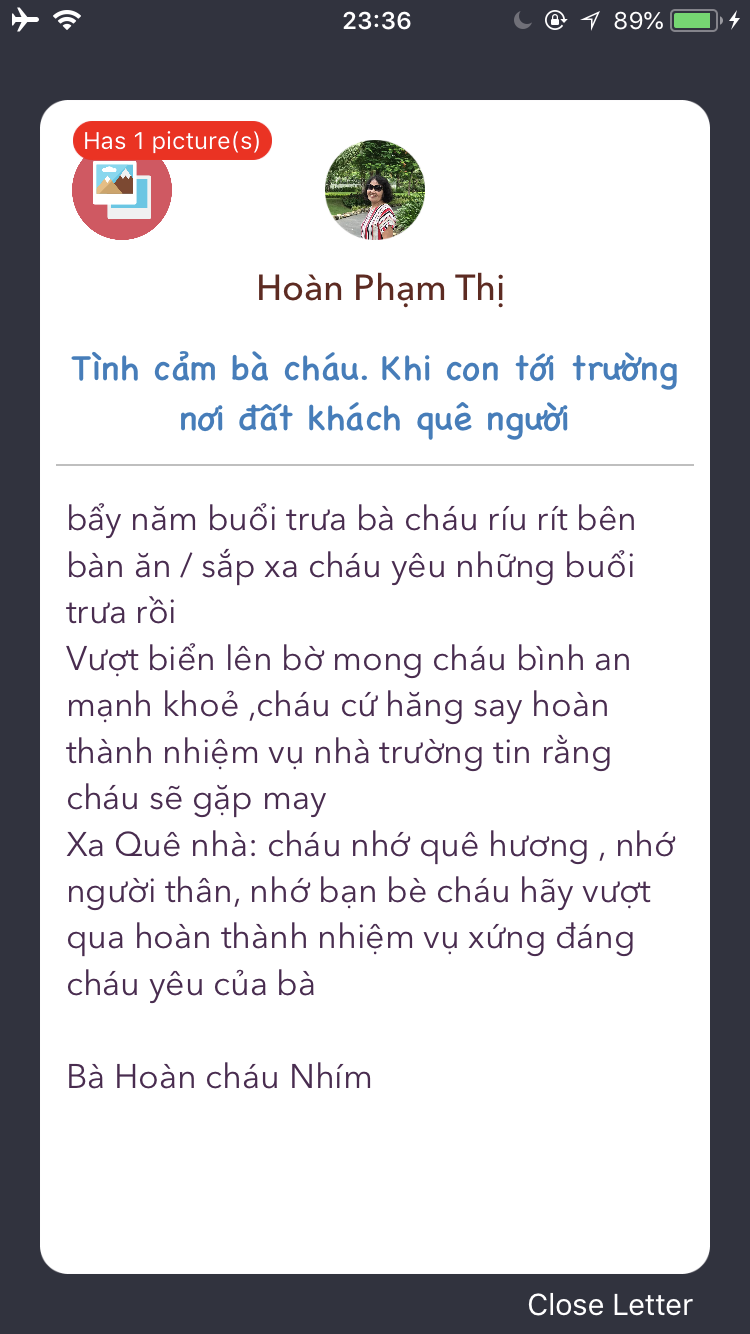 23:36
89%
Has 1 picture(s)
Hoàn Phạm Thị
Tình cảm bà cháu. Khi con tới trường
nơi đất khách quê người
bẩy năm buổi trưa bà cháu ríu rít bên
bàn ăn / sắp xa cháu yêu những buổi
trưa rồi
Vượt biển lên bờ mong cháu bình an
mạnh khoẻ ,cháu cứ hăng say hoàn
thành nhiệm vụ nhà trường tin rằng
cháu sẽ gặp may
Xa Quê nhà: cháu nhớ quê hương , nhớ
người thân, nhớ bạn bè cháu hãy vượt
qua hoàn thành nhiệm vụ xứng đáng
cháu yêu của bà
Bà Hoàn cháu Nhím
Close Letter